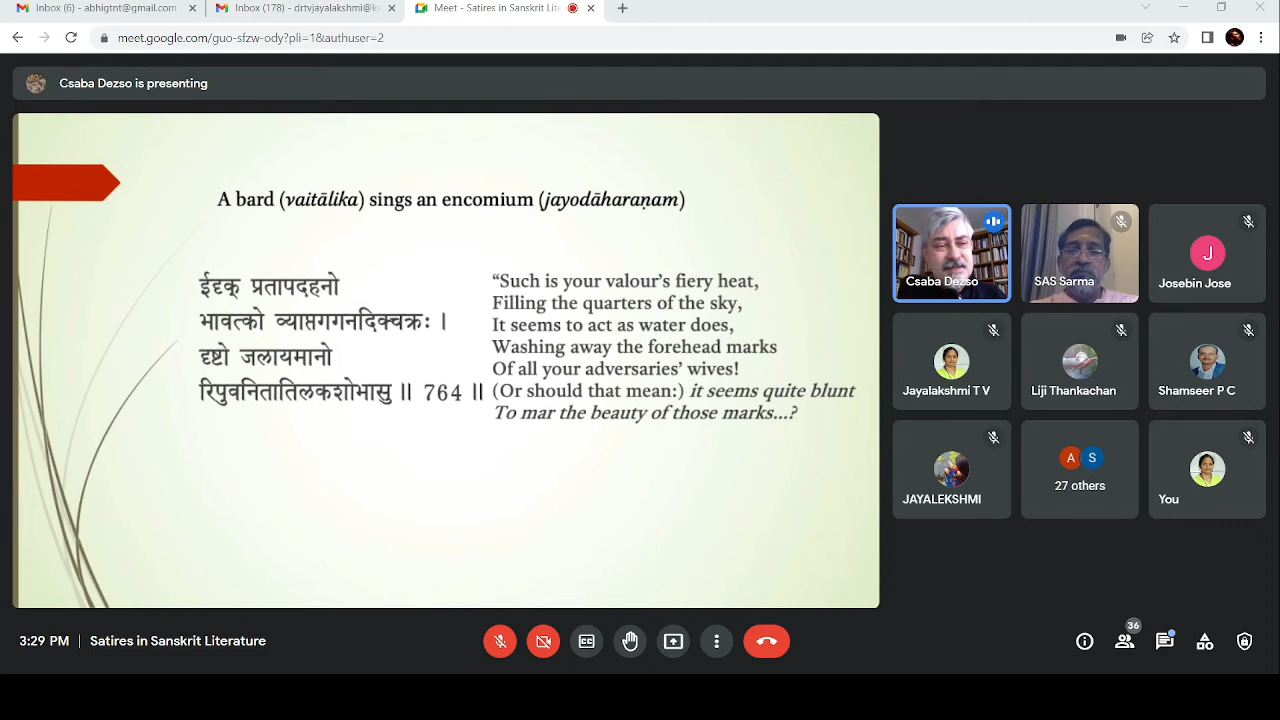 Inbox (6) - abhigtnt@gmail.com
Inbox (178) - drtvjayalakshmi@k
Meet - Satires in Sanskrit Lite
meet.google.com/guo-sfzw-ody?pli=1&authuser=2
Csaba Dezso is presenting
A bard (vaitālika) sings an encomium (jayodāharaṇam)
ईदृक् प्रतापदहनो
भावत्को व्याप्तगगनदिक्चक्रः ।
दृष्टो जलायमानो
रिपुवनितातिलकशोभासु ॥ 764 ॥
“Such is your valour’s fiery heat,
Filling the quarters of the sky,
It seems to act as water does,
Washing away the forehead marks
Of all your adversaries’ wives!
(Or should that mean:) it seems quite blunt
To mar the beauty of those marks...?
Csaba Dezso
SAS Sarma
J
Josebin Jose
Jayalakshmi T V
Liji Thankachan
Shamseer P C
JAYALEKSHMI
A S
27 others
You
3:29 PM | Satires in Sanskrit Literature
36